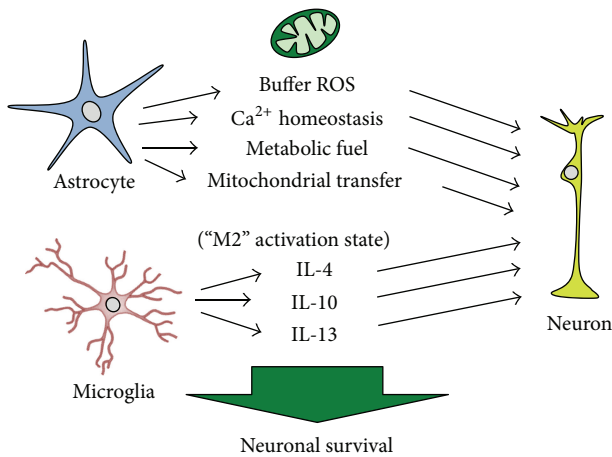 Buffer ROS
Ca²⁺ homeostasis
Metabolic fuel
Astrocyte
Mitochondrial transfer
(“M2” activation state)
IL-4
IL-10
IL-13
Neuron
Microglia
Neuronal survival